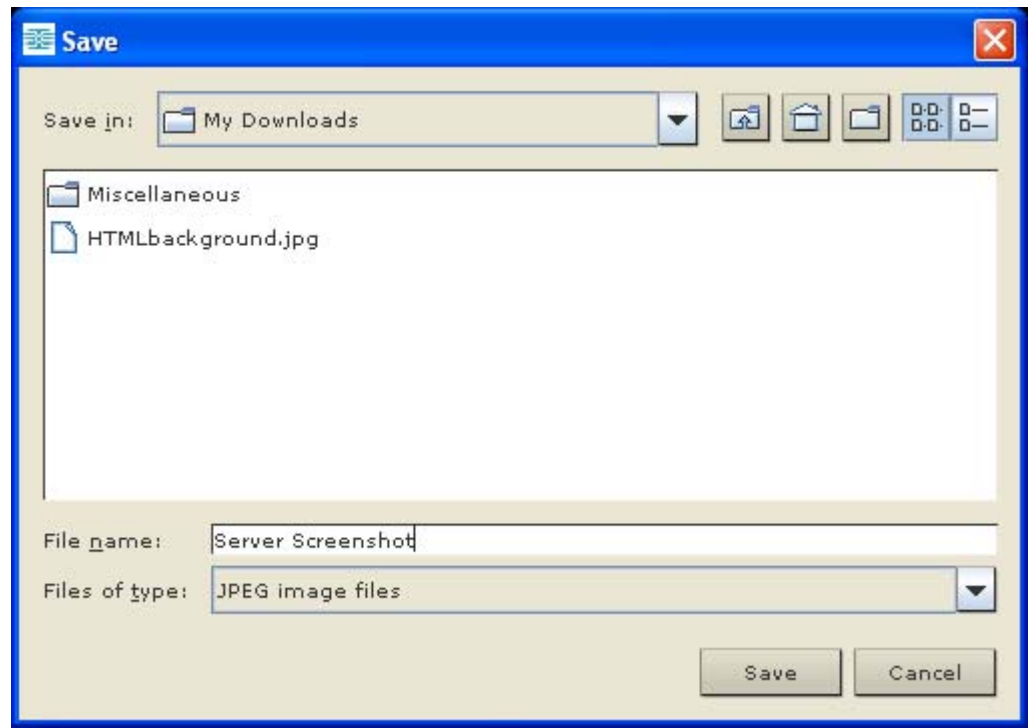 Save
Save in: My Downloads
Miscellaneous
HTMLbackground.jpg
File name: Server Screenshot
Files of type: JPEG image files
Save Cancel